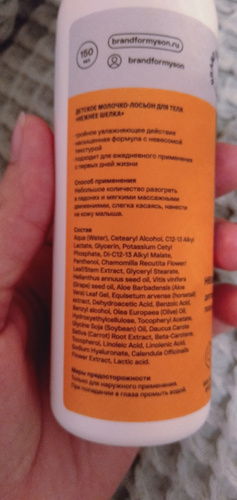 150
мл
brandformyson.ru
brandformyson
ДЕТСКОЕ МОЛОЧКО-ЛОСЬОН ДЛЯ ТЕЛА
«НЕЖНЕЕ ШЕЛКА»
-тройное увлажняющее действие
-насыщенная формула с невесомой
текстурой
-подходит для ежедневного применения
с первых дней жизни
Способ применения
Небольшое количество разогреть
в ладонях и мягкими массажными
движениями, слегка касаясь, нанести
на кожу малыша.
Состав
Aqua (Water), Cetearyl Alcohol, C12-13 Alkyl
Lactate, Glycerin, Potassium Cetyl
Phosphate, Di-C12-13 Alkyl Malate,
Panthenol, Chamomilla Recutita Flower
Leaf/Stem Extract, Glyceryl Stearate,
Helianthus annuus seed oil, Vitis vinifera
(Grape) seed oil, Aloe Barbadensis (Aloe
Vera) Leaf Gel, Equisetum arvense (horsetail)
extract, Dehydroacetic Acid, Benzoic Acid,
Benzyl alcohol, Olea Europaea (Olive) Oil,
Hydroxyethylcellulose, Tocopheryl Acetate,
Glycine Soja (Soybean) Oil, Daucus Carota
Sativa (Carrot) Root Extract, Beta-Carotene,
Tocopherol, Linoleic Acid, Linolenic Acid,
Sodium Hyaluronate, Calendula Officinalis
Flower Extract, Lactic acid.
Меры предосторожности
Только для наружного применения.
При попадении в глаза промыть водой.